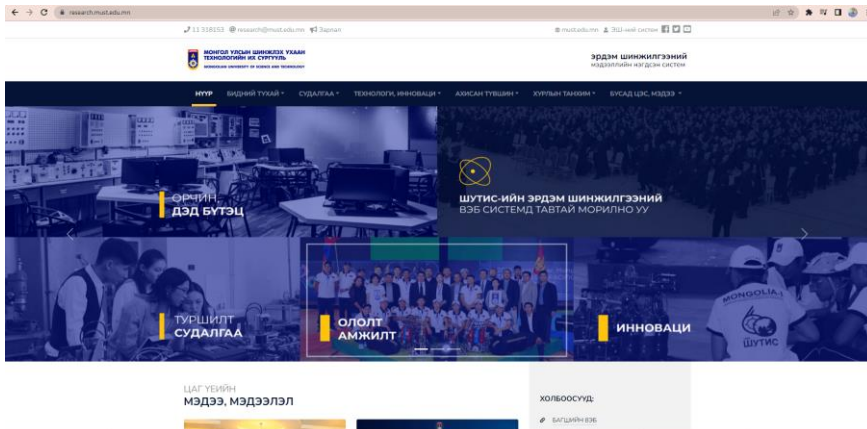 research.must.edu.mn
11 318153 research@must.edu.mn Зарлал
must.edu.mn ЭШ-ний систем
МОНГОЛ УЛСЫН ШИНЖЛЭХ УХААН
ТЕХНОЛОГИЙН ИХ СУРГУУЛЬ
MONGOLIAN UNIVERSITY OF SCIENCE AND TECHNOLOGY
ЭРДЭМ ШИНЖИЛГЭЭНИЙ
МЭДЭЭЛЛИЙН НЭГДСЭН СИСТЕМ
НҮҮР БИДНИЙ ТУХАЙ СУДАЛГАА ТЕХНОЛОГИ, ИННОВАЦИ АХИСАН ТҮВШИН ХУРЛЫН ТАНХИМ БУСАД ЦЭС, МЭДЭЭ
ОРЧИН,
ДЭД БҮТЭЦ
ШУТИС-ИЙН ЭРДЭМ ШИНЖИЛГЭЭНИЙ
ВЭБ СИСТЕМД ТАВТАЙ МОРИЛНО УУ
ТУРШИЛТ
СУДАЛГАА
ОЛОЛТ
АМЖИЛТ
ИННОВАЦИ
MONGOLIA
ШУТИС
ЦАГ ҮЕИЙН
МЭДЭЭ, МЭДЭЭЛЭЛ
ХОЛБООСУУД:
БАГШИЙН ВЭБ